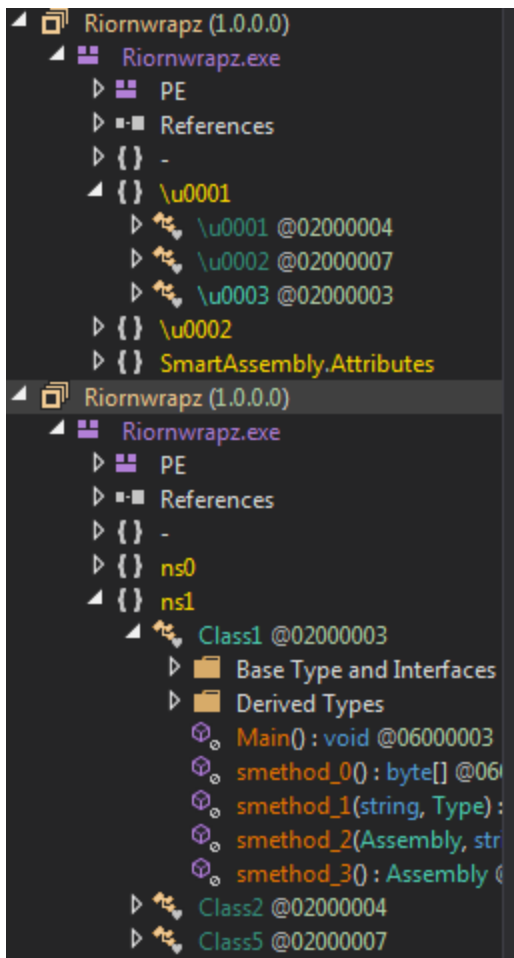 Riornwrapz (1.0.0.0)
Riornwrapz.exe
PE
References
{ } -
{ } \u0001
\u0001 @02000004
\u0002 @02000007
\u0003 @02000003
{ } \u0002
{ } SmartAssembly.Attributes
Riornwrapz (1.0.0.0)
Riornwrapz.exe
PE
References
{ } -
{ } ns0
{ } ns1
Class1 @02000003
Base Type and Interfaces
Derived Types
Main() : void @06000003
smethod_0() : byte[] @06
smethod_1(string, Type) :
smethod_2(Assembly, str
smethod_3() : Assembly
Class2 @02000004
Class5 @02000007